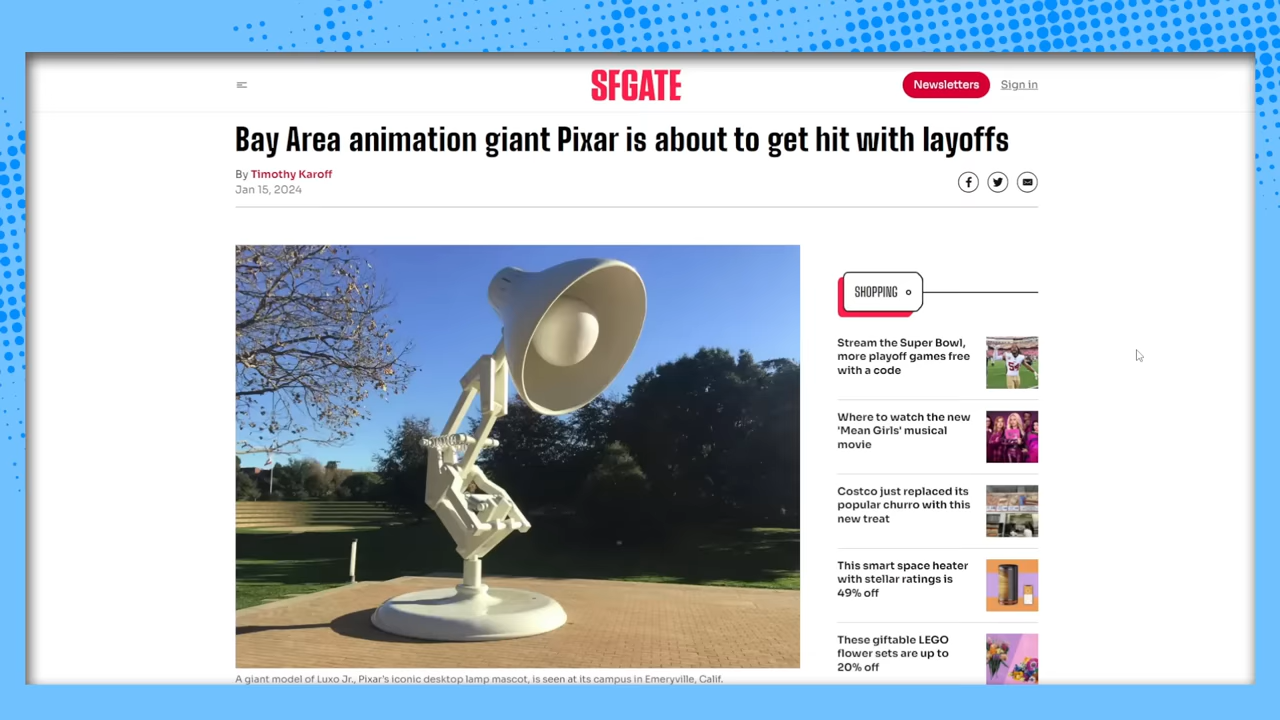 SFGATE
Newsletters
Sign in
Bay Area animation giant Pixar is about to get hit with layoffs
By Timothy Karoff
Jan 15, 2024
SHOPPING
Stream the Super Bowl,
more playoff games free
with a code
Where to watch the new
'Mean Girls' musical
movie
Costco just replaced its
popular churro with this
new treat
This smart space heater
with stellar ratings is
49% off
These giftable LEGO
flower sets are up to
20% off
A giant model of Luxo Jr., Pixar's iconic desktop lamp mascot, is seen at its campus in Emeryville, Calif.